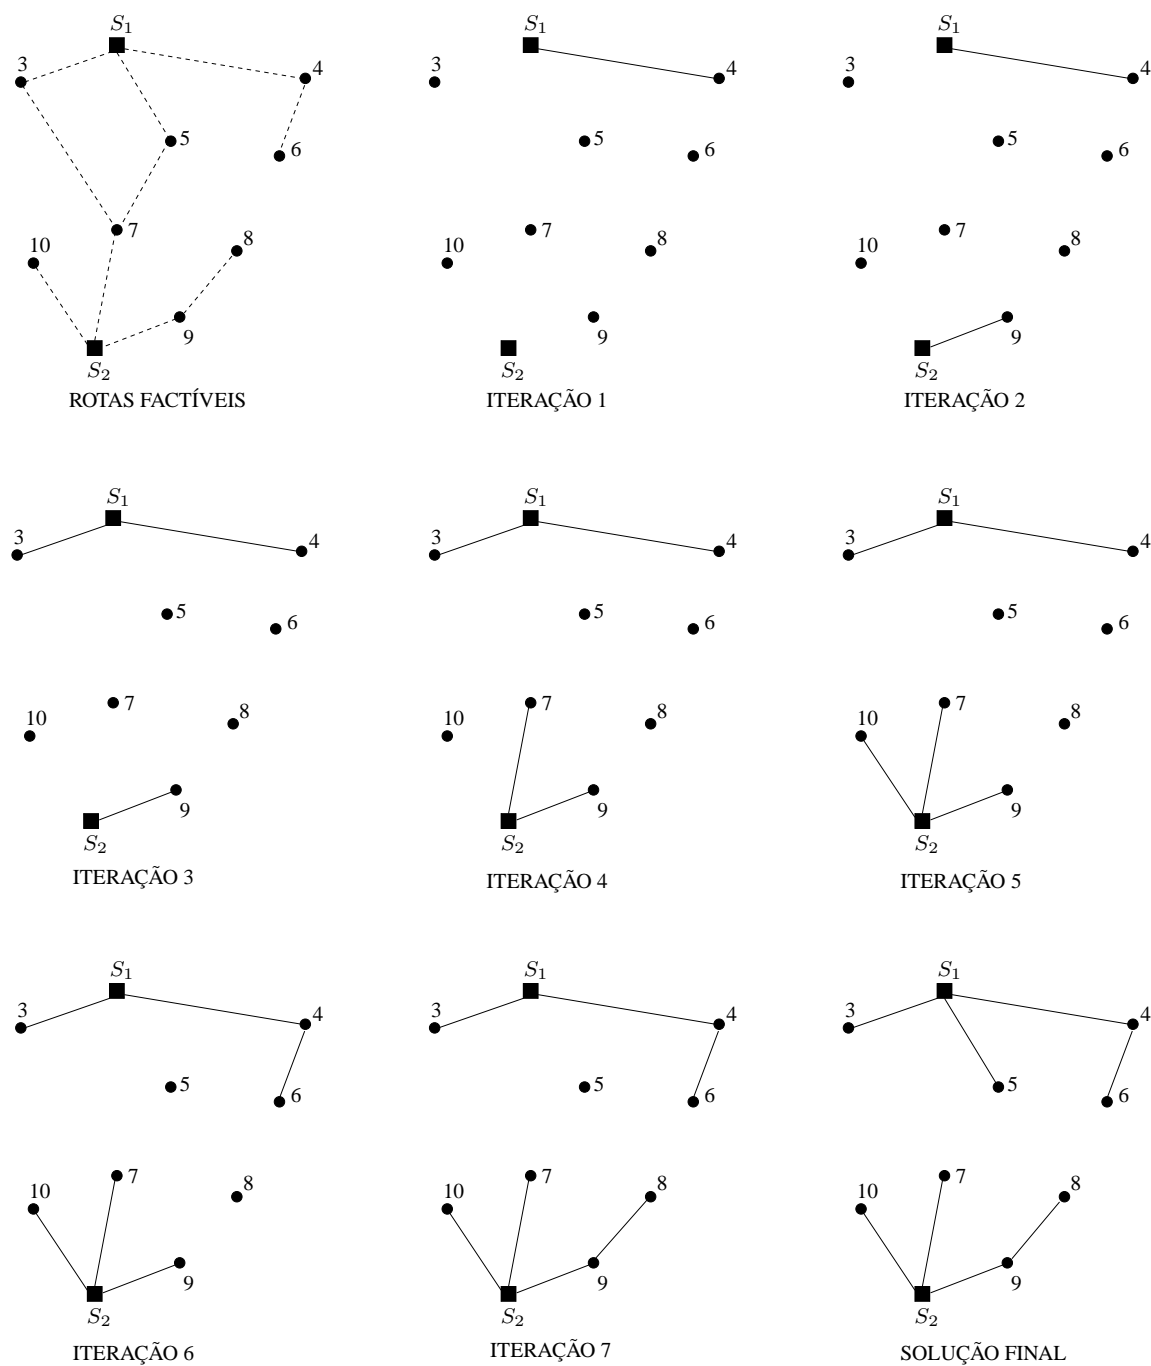 S₁
3
4
5
6
7
8
10
9
S₂
ROTAS FACTÍVEIS
S₁
3
4
5
6
7
8
10
9
S₂
ITERAÇÃO 1
S₁
3
4
5
6
7
8
10
9
S₂
ITERAÇÃO 2
S₁
3
4
5
6
7
8
10
9
S₂
ITERAÇÃO 3
S₁
3
4
5
6
7
8
10
9
S₂
ITERAÇÃO 4
S₁
3
4
5
6
7
8
10
9
S₂
ITERAÇÃO 5
S₁
3
4
5
6
7
8
10
9
S₂
ITERAÇÃO 6
S₁
3
4
5
6
7
8
10
9
S₂
ITERAÇÃO 7
S₁
3
4
5
6
7
8
10
9
S₂
SOLUÇÃO FINAL